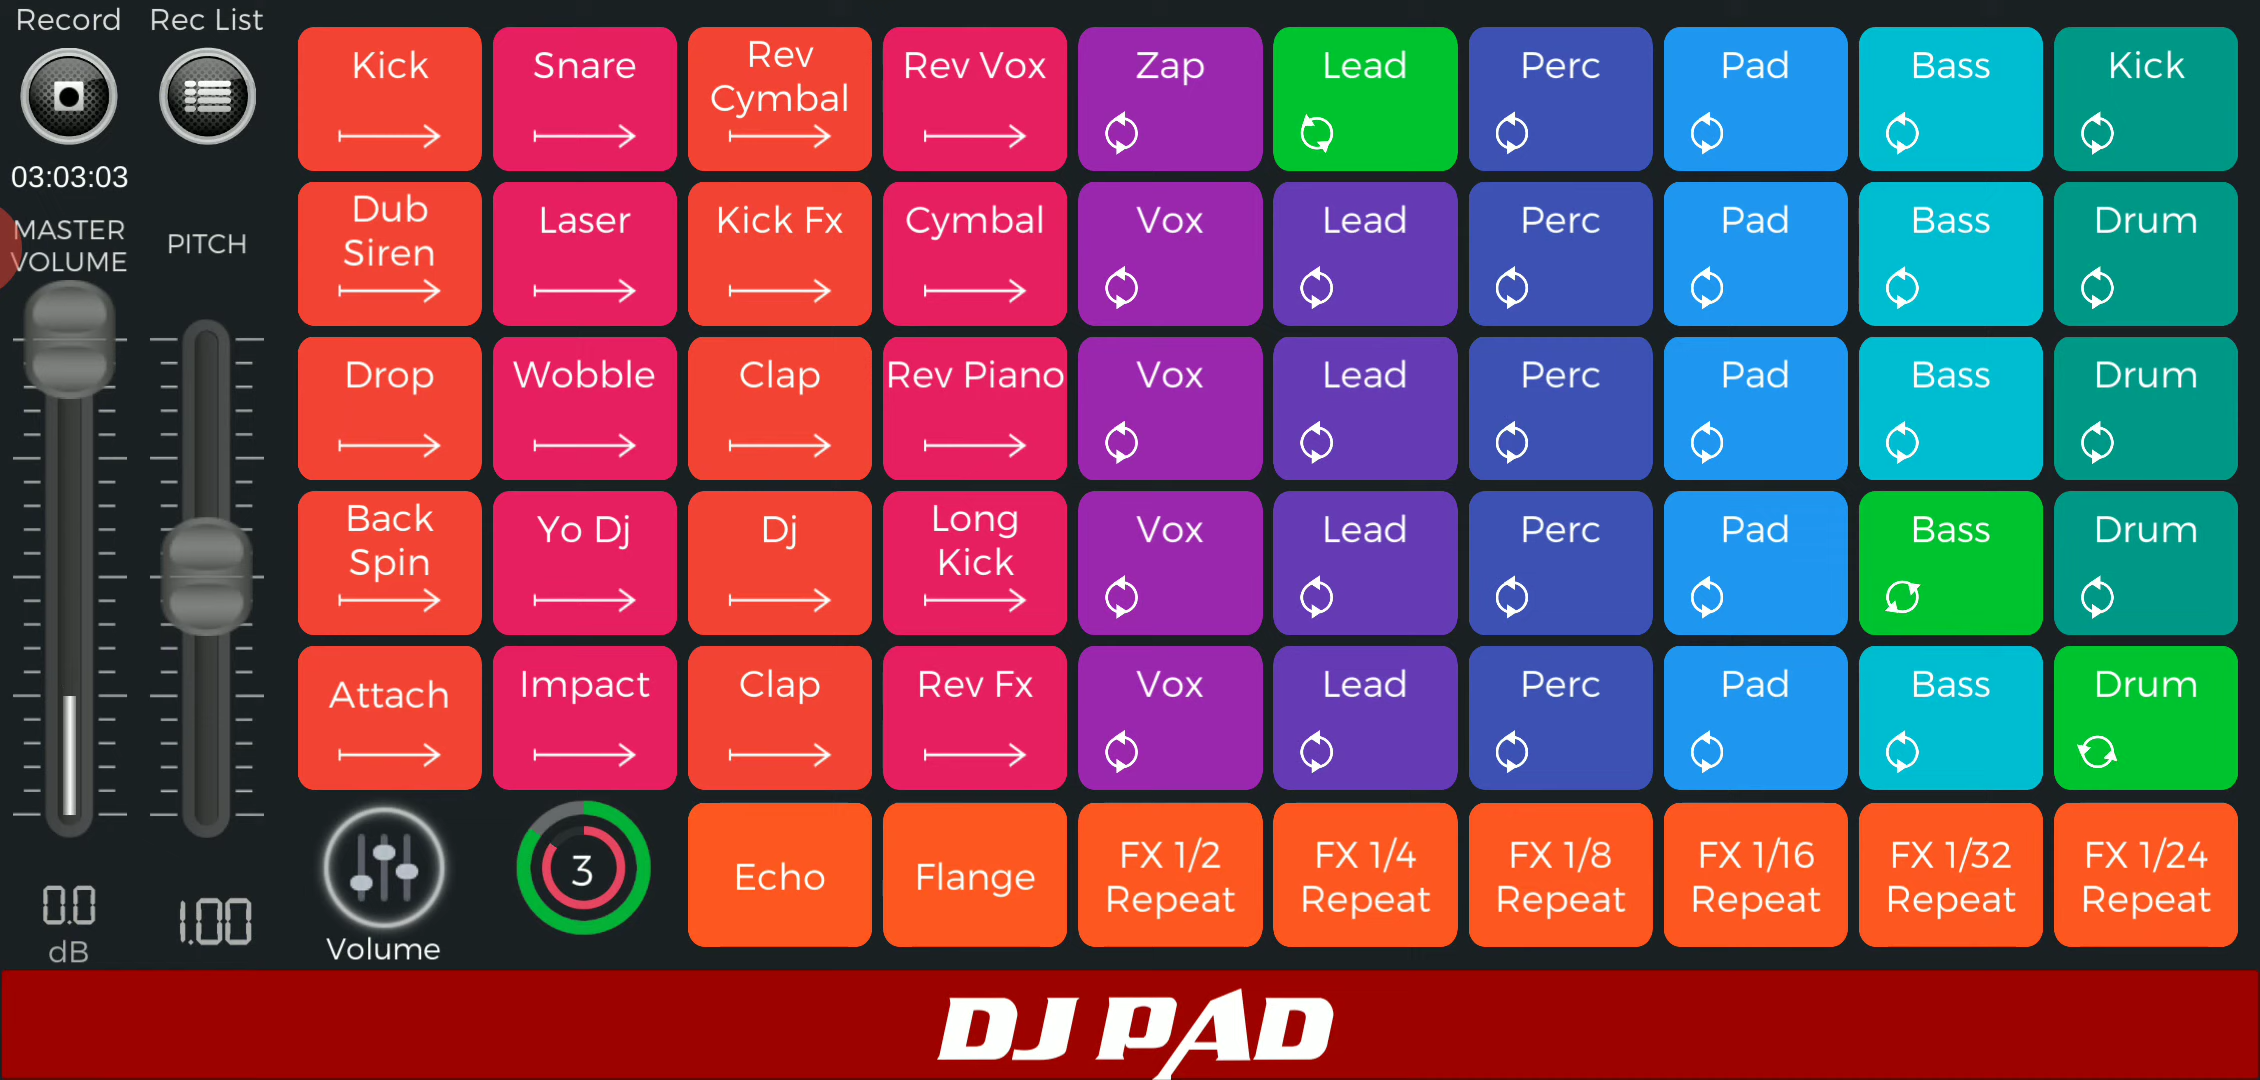 Record
Rec List
03:03:03
MASTER
VOLUME
PITCH
0.0
dB
1.00
Kick
Snare
Rev
Cymbal
Rev Vox
Zap
Lead
Perc
Pad
Bass
Kick
Dub
Siren
Laser
Kick Fx
Cymbal
Vox
Lead
Perc
Pad
Bass
Drum
Drop
Wobble
Clap
Rev Piano
Vox
Lead
Perc
Pad
Bass
Drum
Back
Spin
Yo Dj
Dj
Long
Kick
Vox
Lead
Perc
Pad
Bass
Drum
Attach
Impact
Clap
Rev Fx
Vox
Lead
Perc
Pad
Bass
Drum
Volume
3
Echo
Flange
FX 1/2
Repeat
FX 1/4
Repeat
FX 1/8
Repeat
FX 1/16
Repeat
FX 1/32
Repeat
FX 1/24
Repeat
DJ PAD